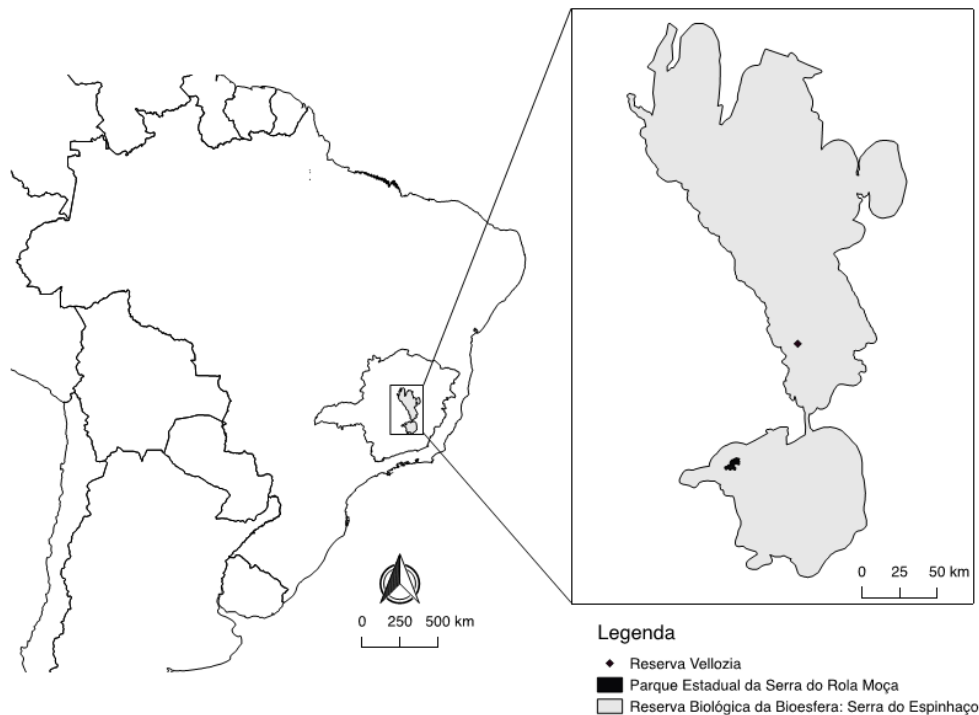 0 25 50 km
0 250 500 km
Legenda
Reserva Vellozia
Parque Estadual da Serra do Rola Moça
Reserva Biológica da Bioesfera: Serra do Espinhaço